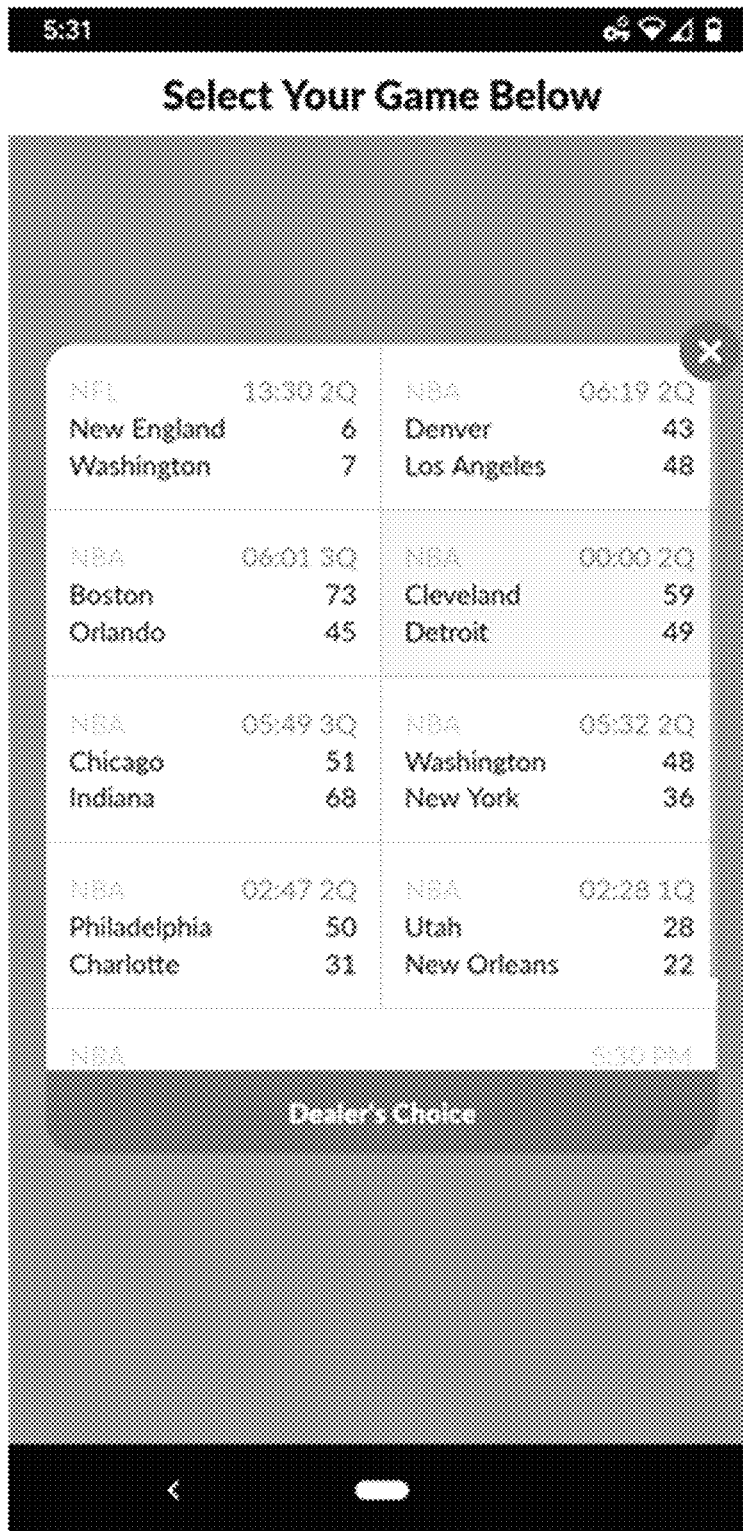 5:31
Select Your Game Below
NFL 13:30 2Q
New England 6
Washington 7
NBA 06:19 2Q
Denver 43
Los Angeles 48
NBA 06:01 3Q
Boston 73
Orlando 45
NBA 00:00 2Q
Cleveland 59
Detroit 49
NBA 05:49 3Q
Chicago 51
Indiana 68
NBA 05:32 2Q
Washington 48
New York 36
NBA 02:47 2Q
Philadelphia 50
Charlotte 31
NBA 02:28 1Q
Utah 28
New Orleans 22
NBA 5:30 PM
Dealer's Choice